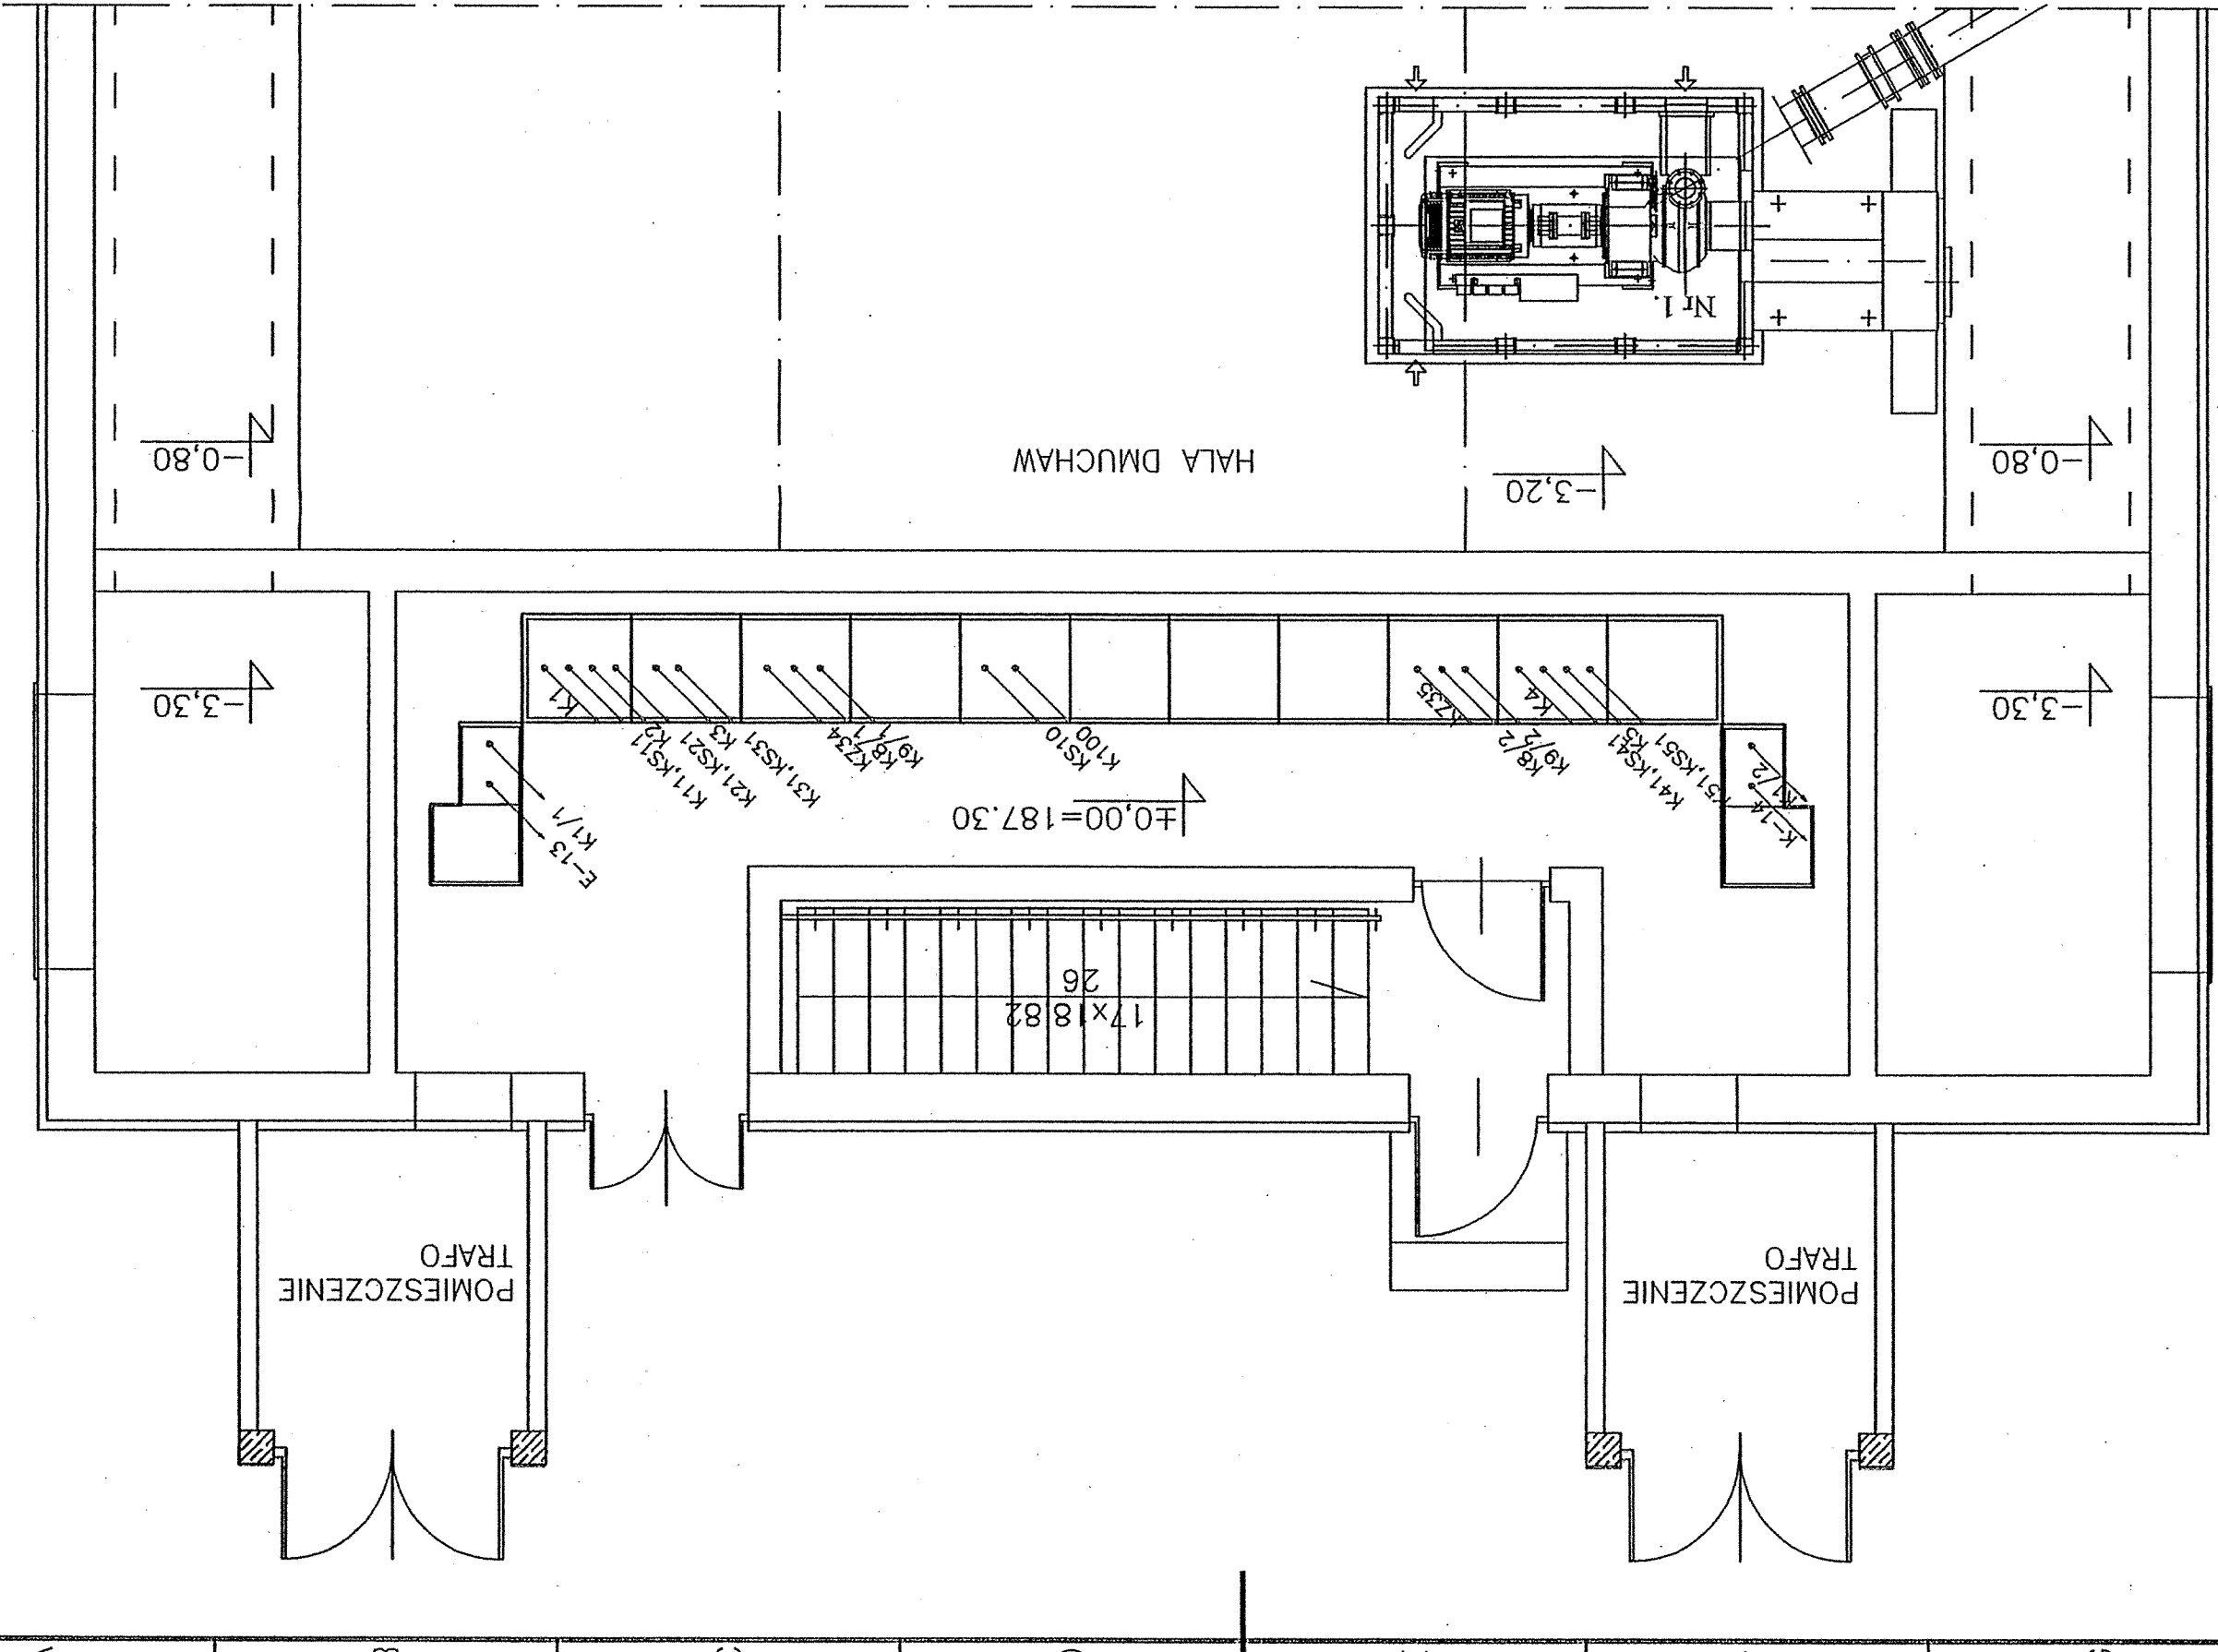 POMIESZCZENIE
TRAFO
POMIESZCZENIE
TRAFO
17x18.82
26
±0,00=187.30
K-14
K1/2
K51,KS51
K5
K41,KS41
K4
K9/2
K8/2
KZ35
K100
KS10
K9/1
K8/1
KZ34
K31,KS31
K3
K21,KS21
K2
K11,KS11
K1
E-13
K1/1
-3,30
-3,30
-0,80
-3,20
HALA DMUCHAW
-0,80
Nr 1.
B